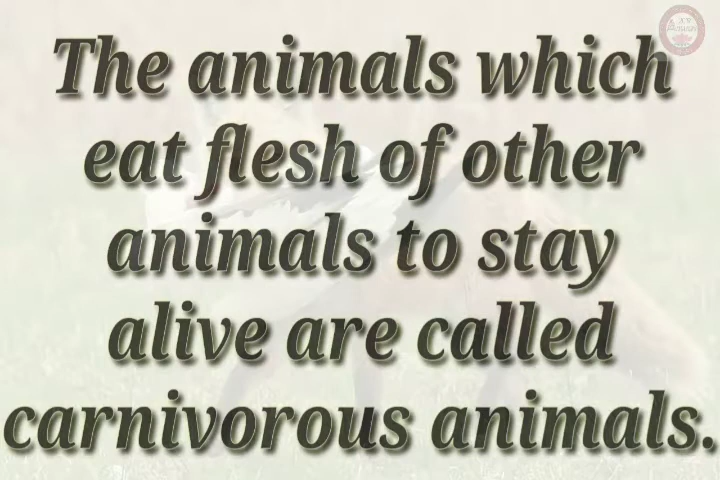 The animals which
eat flesh of other
animals to stay
alive are called
carnivorous animals.